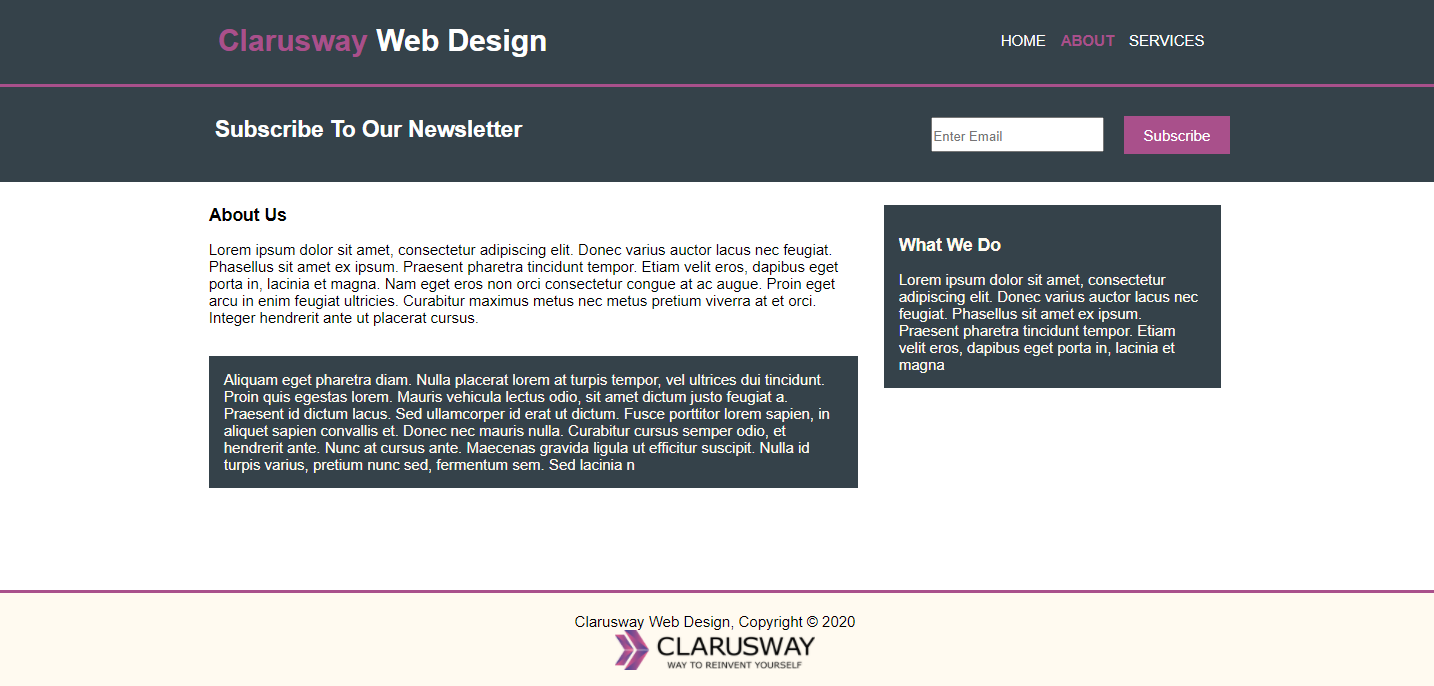 Clarusway Web Design
HOME ABOUT SERVICES
Subscribe To Our Newsletter
Enter Email
Subscribe
About Us
Lorem ipsum dolor sit amet, consectetur adipiscing elit. Donec varius auctor lacus nec feugiat.
Phasellus sit amet ex ipsum. Praesent pharetra tincidunt tempor. Etiam velit eros, dapibus eget
porta in, lacinia et magna. Nam eget eros non orci consectetur congue at ac augue. Proin eget
arcu in enim feugiat ultricies. Curabitur maximus metus nec metus pretium viverra at et orci.
Integer hendrerit ante ut placerat cursus.
Aliquam eget pharetra diam. Nulla placerat lorem at turpis tempor, vel ultrices dui tincidunt.
Proin quis egestas lorem. Mauris vehicula lectus odio, sit amet dictum justo feugiat a.
Praesent id dictum lacus. Sed ullamcorper id erat ut dictum. Fusce porttitor lorem sapien, in
aliquet sapien convallis et. Donec nec mauris nulla. Curabitur cursus semper odio, et
hendrerit ante. Nunc at cursus ante. Maecenas gravida ligula ut efficitur suscipit. Nulla id
turpis varius, pretium nunc sed, fermentum sem. Sed lacinia n
What We Do
Lorem ipsum dolor sit amet, consectetur
adipiscing elit. Donec varius auctor lacus nec
feugiat. Phasellus sit amet ex ipsum.
Praesent pharetra tincidunt tempor. Etiam
velit eros, dapibus eget porta in, lacinia et
magna
Clarusway Web Design, Copyright © 2020
CLARUSWAY
WAY TO REINVENT YOURSELF